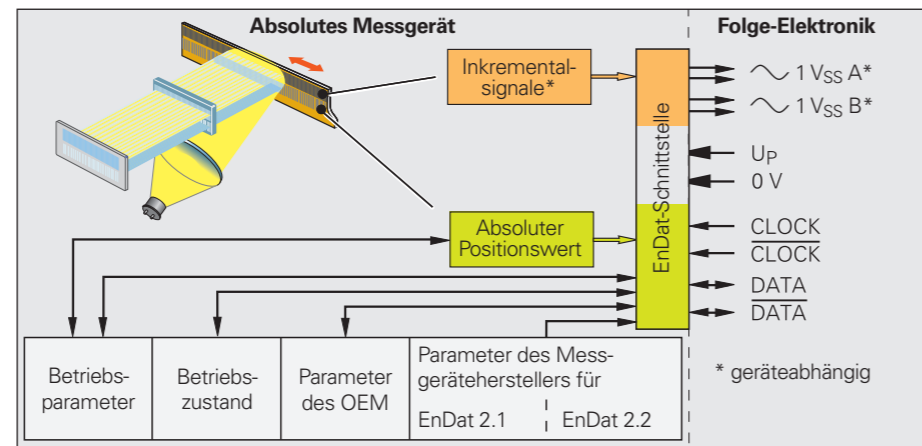 Absolutes Messgerät
Folge-Elektronik
Inkremental-
signale*
EnDat-Schnittstelle
1 VSS A*
1 VSS B*
UP
0 V
Absoluter
Positionswert
CLOCK
CLOCK
DATA
DATA
Betriebs-
parameter
Betriebs-
zustand
Parameter
des OEM
Parameter des Mess-
geräteherstellers für
EnDat 2.1
EnDat 2.2
* geräteabhängig